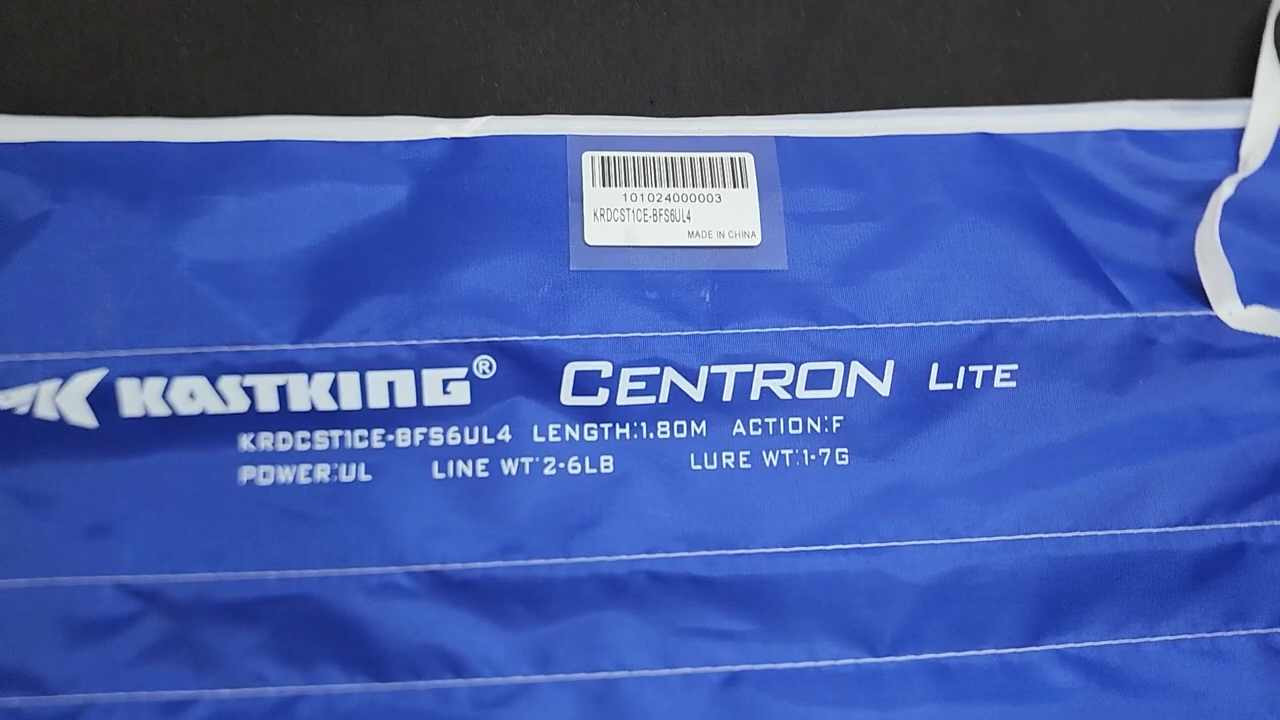 101024000003
KRDCST1CE-BFS6UL4
MADE IN CHINA
KASTKING® CENTRON LITE
KRDCST1CE-BFS6UL4 LENGTH:1.80M ACTION:F
POWER:UL LINE WT:2-6LB LURE WT:1-7G